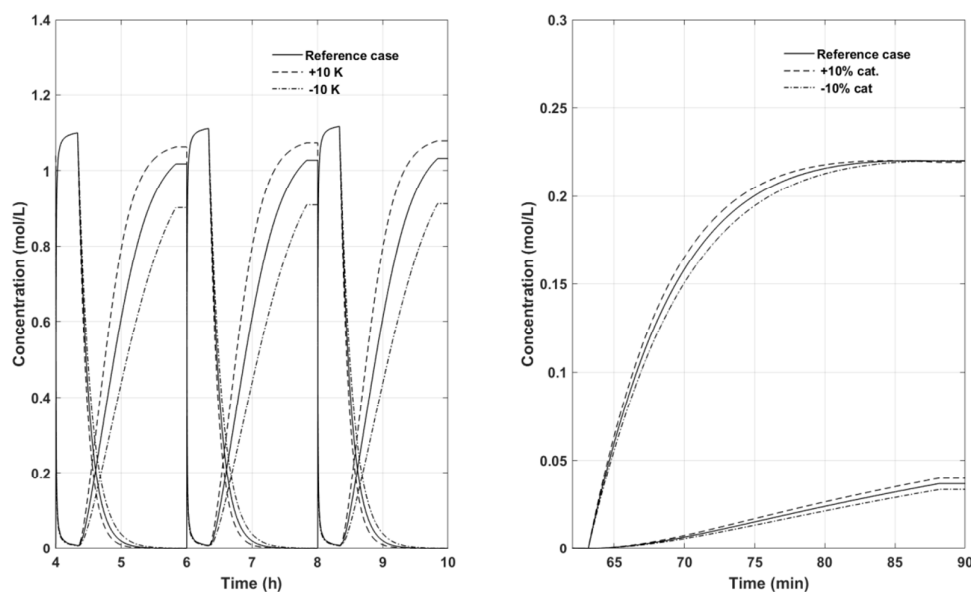 1.4
1.2
1
0.8
0.6
0.4
0.2
0
Concentration (mol/L)
4
5
6
7
8
9
10
Time (h)
Reference case
+10 K
-10 K
0.3
0.25
0.2
0.15
0.1
0.05
0
Concentration (mol/L)
65
70
75
80
85
90
Time (min)
Reference case
+10% cat.
-10% cat